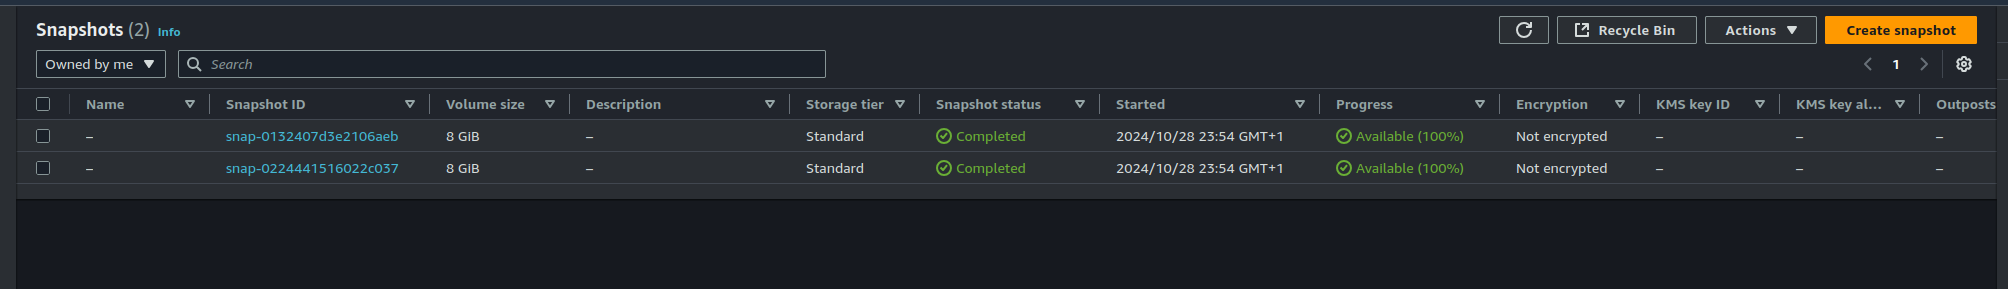 Snapshots (2) Info
Recycle Bin Actions Create snapshot
Owned by me Search 1
Name Snapshot ID Volume size Description Storage tier Snapshot status Started Progress Encryption KMS key ID KMS key al... Outposts
– snap-0132407d3e2106aeb 8 GiB – Standard Completed 2024/10/28 23:54 GMT+1 Available (100%) Not encrypted – – –
– snap-0224441516022c037 8 GiB – Standard Completed 2024/10/28 23:54 GMT+1 Available (100%) Not encrypted – – –